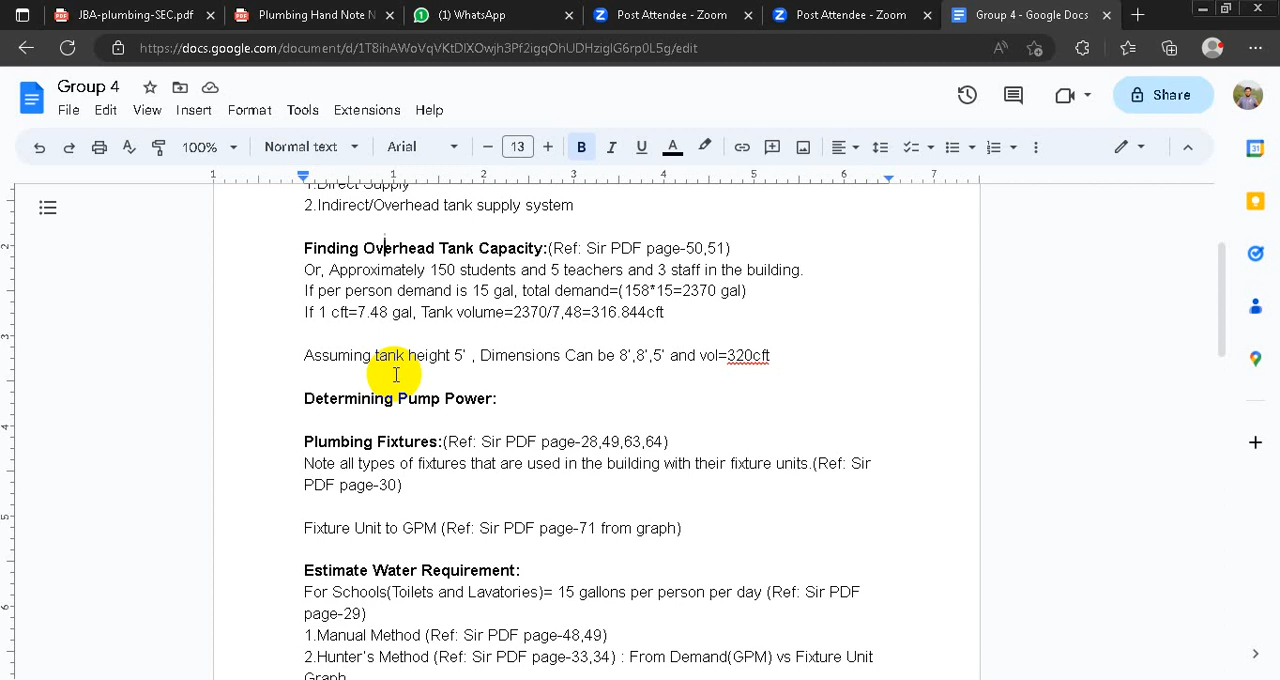 JBA-plumbing-SEC.pdf
Plumbing Hand Note N
(1) WhatsApp
Post Attendee - Zoom
Post Attendee - Zoom
Group 4 - Google Docs
https://docs.google.com/document/d/1T8ihAWoVqVKtDlXOwjh3Pf2igqOhUDHzigIG6rp0L5g/edit
Group 4
Share
File Edit View Insert Format Tools Extensions Help
100% Normal text Arial 13 B I U A
1 1 2 3 4 5 6 7
1.Direct Supply
2.Indirect/Overhead tank supply system
Finding Overhead Tank Capacity:(Ref: Sir PDF page-50,51)
Or, Approximately 150 students and 5 teachers and 3 staff in the building.
If per person demand is 15 gal, total demand=(158*15=2370 gal)
If 1 cft=7.48 gal, Tank volume=2370/7,48=316.844cft
Assuming tank height 5' , Dimensions Can be 8',8',5' and vol=320cft
Determining Pump Power:
Plumbing Fixtures:(Ref: Sir PDF page-28,49,63,64)
Note all types of fixtures that are used in the building with their fixture units.(Ref: Sir
PDF page-30)
Fixture Unit to GPM (Ref: Sir PDF page-71 from graph)
Estimate Water Requirement:
For Schools(Toilets and Lavatories)= 15 gallons per person per day (Ref: Sir PDF
page-29)
1.Manual Method (Ref: Sir PDF page-48,49)
2.Hunter's Method (Ref: Sir PDF page-33,34) : From Demand(GPM) vs Fixture Unit
Graph